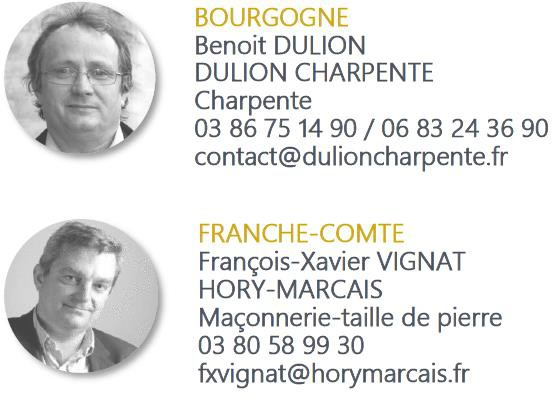 BOURGOGNE
Benoit DULION
DULION CHARPENTE
Charpente
03 86 75 14 90 / 06 83 24 36 90
contact@dulioncharpente.fr
FRANCHE-COMTE
François-Xavier VIGNAT
HORY-MARCAIS
Maçonnerie-taille de pierre
03 80 58 99 30
fxvignat@horymarcais.fr